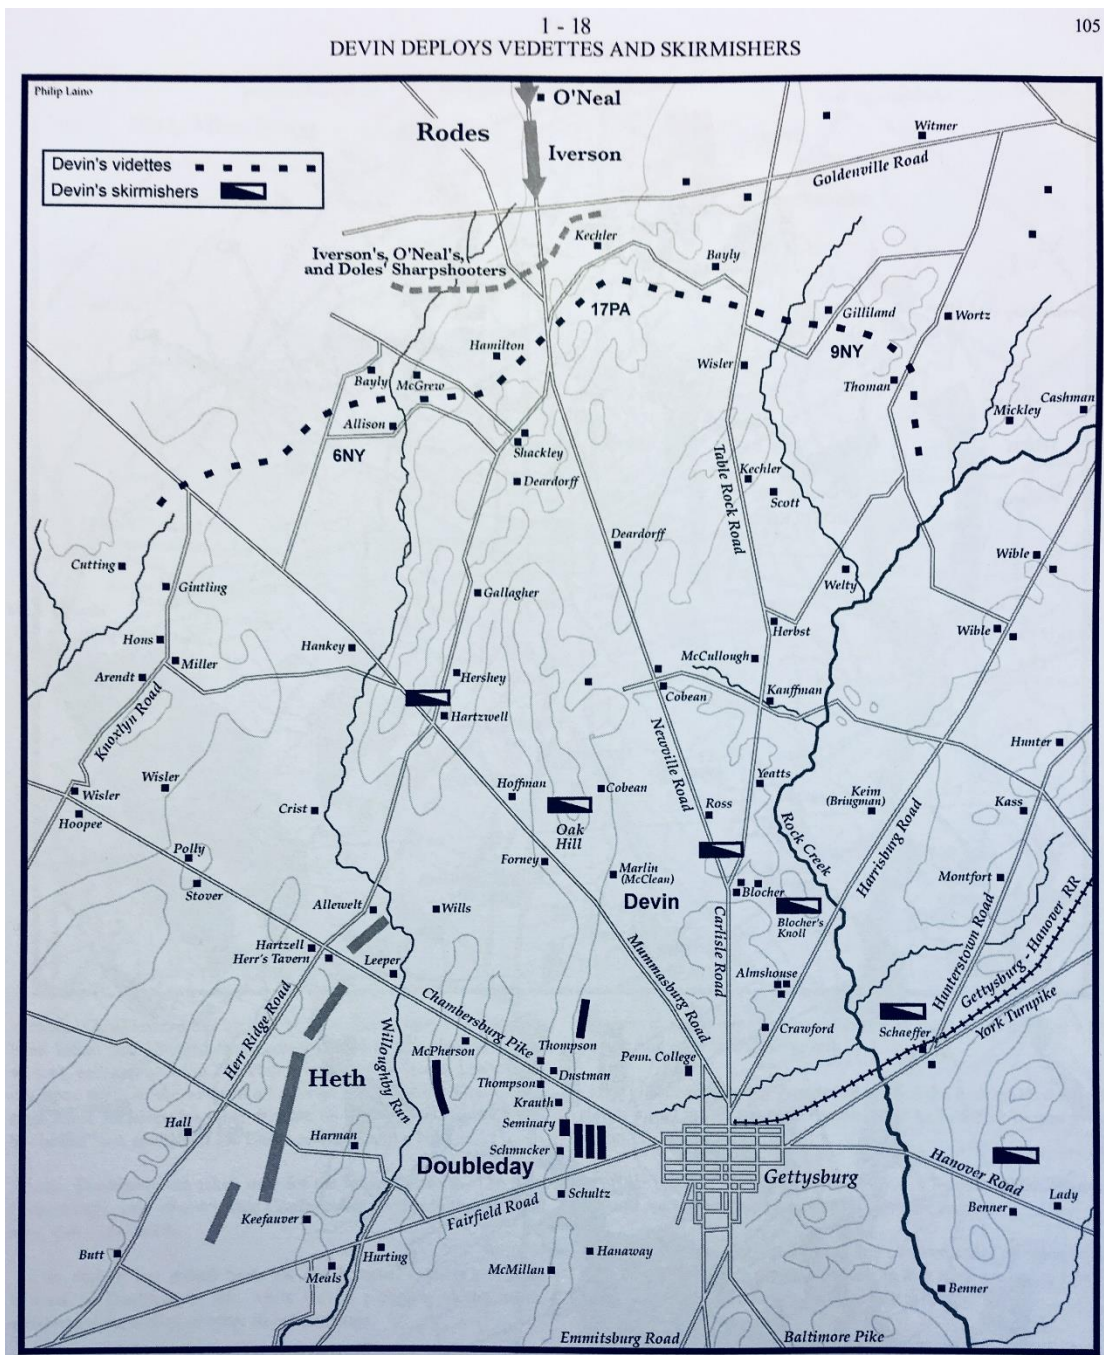 1 - 18
105
DEVIN DEPLOYS VEDETTES AND SKIRMISHERS
Philip Laino
O'Neal
Rodes
Iverson
Witmer
Goldenville Road
Devin's videttes
Devin's skirmishers
Kechler
Iverson's, O'Neal's,
and Doles' Sharpshooters
Bayly
17PA
Gilliland
Wortz
9NY
Hamilton
Bayly
McGrew
Wisler
Thoman
Cashman
Mickley
Allison
6NY
Shackley
Deardorff
Kechler
Scott
Table Rock Road
Deardorff
Cutting
Gintling
Gallagher
Welty
Wible
Hous
Hankey
Herbst
Wible
Miller
Arendt
Hershey
McCullough
Cobean
Kauffman
Knoxlyn Road
Hartzwell
Newville Road
Hunter
Wisler
Wisler
Hoffman
Cobean
Yeatts
Keim
(Bringman)
Kass
Hoopee
Crist
Oak
Hill
Ross
Rock Creek
Harrisburg Road
Polly
Stover
Forney
Marlin
(McClean)
Montfort
Devin
Blocher
Allewelt
Wills
Blocher's
Knoll
Carlisle Road
Mummasburg Road
Hunterstown Road
Gettysburg - Hanover RR
York Turnpike
Hartzell
Herr's Tavern
Leeper
Almshouse
Herr Ridge Road
Willoughby Run
Chambersburg Pike
Crawford
Schaeffer
McPherson
Thompson
Penn. College
Heth
Thompson
Dustman
Krauth
Hall
Harman
Seminary
Schmucker
Doubleday
Gettysburg
Hanover Road
Fairfield Road
Schultz
Lady
Benner
Keefauver
Butt
Hurting
Hanaway
Meals
McMillan
Benner
Emmitsburg Road
Baltimore Pike